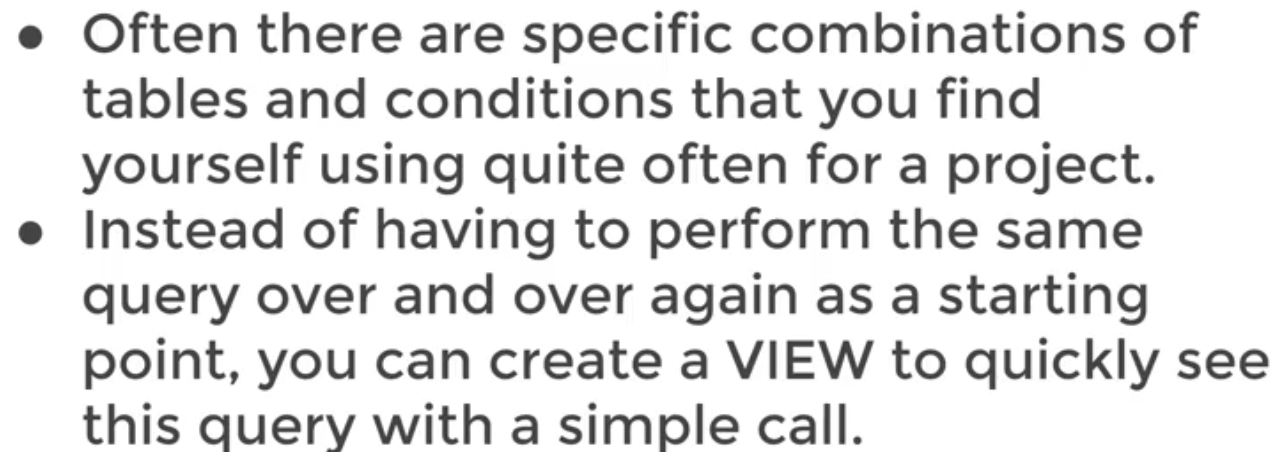 ● Often there are specific combinations of
tables and conditions that you find
yourself using quite often for a project.
● Instead of having to perform the same
query over and over again as a starting
point, you can create a VIEW to quickly see
this query with a simple call.